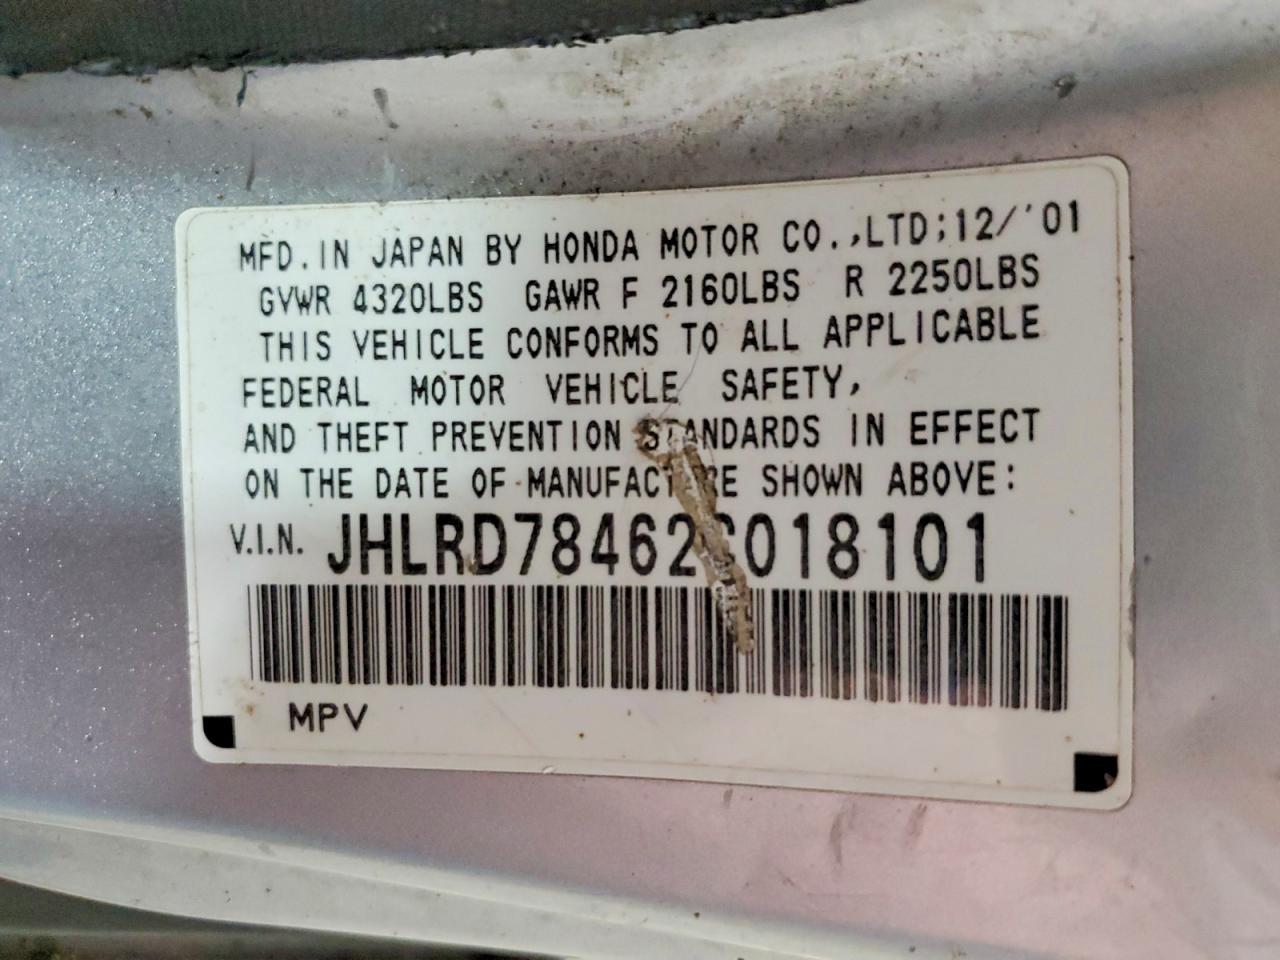 MFD. IN JAPAN BY HONDA MOTOR CO.,LTD;12/'01
GVWR 4320LBS GAWR F 2160LBS R 2250LBS
THIS VEHICLE CONFORMS TO ALL APPLICABLE
FEDERAL MOTOR VEHICLE SAFETY,
AND THEFT PREVENTION STANDARDS IN EFFECT
ON THE DATE OF MANUFACTURE SHOWN ABOVE:
V.I.N. JHLRD78462C018101
MPV